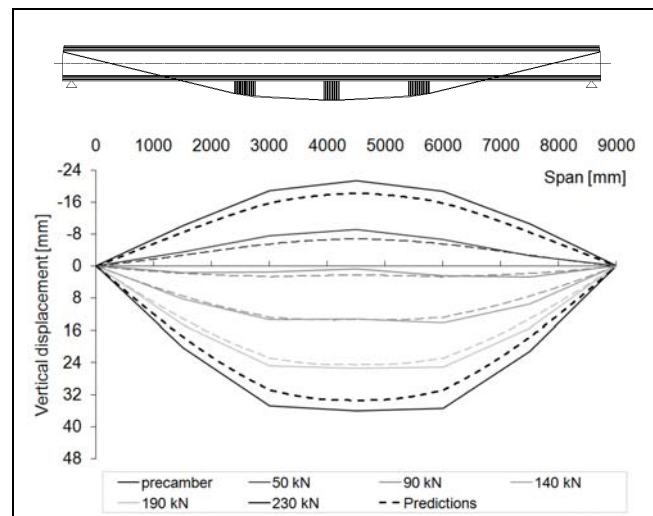 0 1000 2000 3000 4000 5000 6000 7000 8000 9000
Span [mm]
Vertical displacement [mm]
-24
-16
-8
0
8
16
24
32
40
48
precamber 50 kN 90 kN 140 kN
190 kN 230 kN Predictions